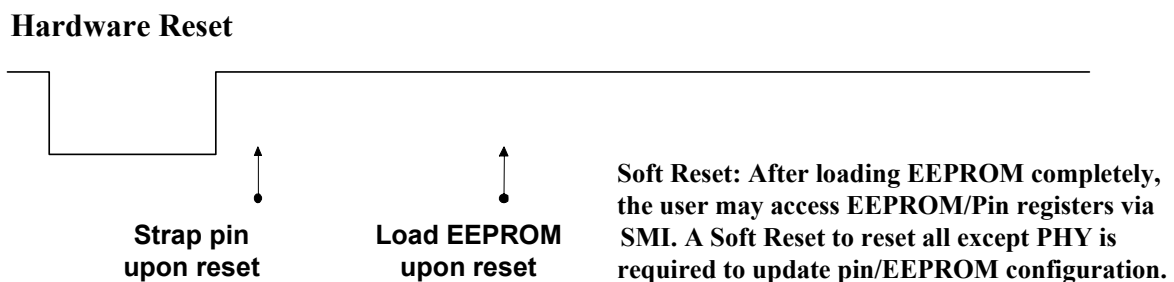 Hardware Reset
Strap pin
upon reset
Load EEPROM
upon reset
Soft Reset: After loading EEPROM completely,
the user may access EEPROM/Pin registers via
SMI. A Soft Reset to reset all except PHY is
required to update pin/EEPROM configuration.